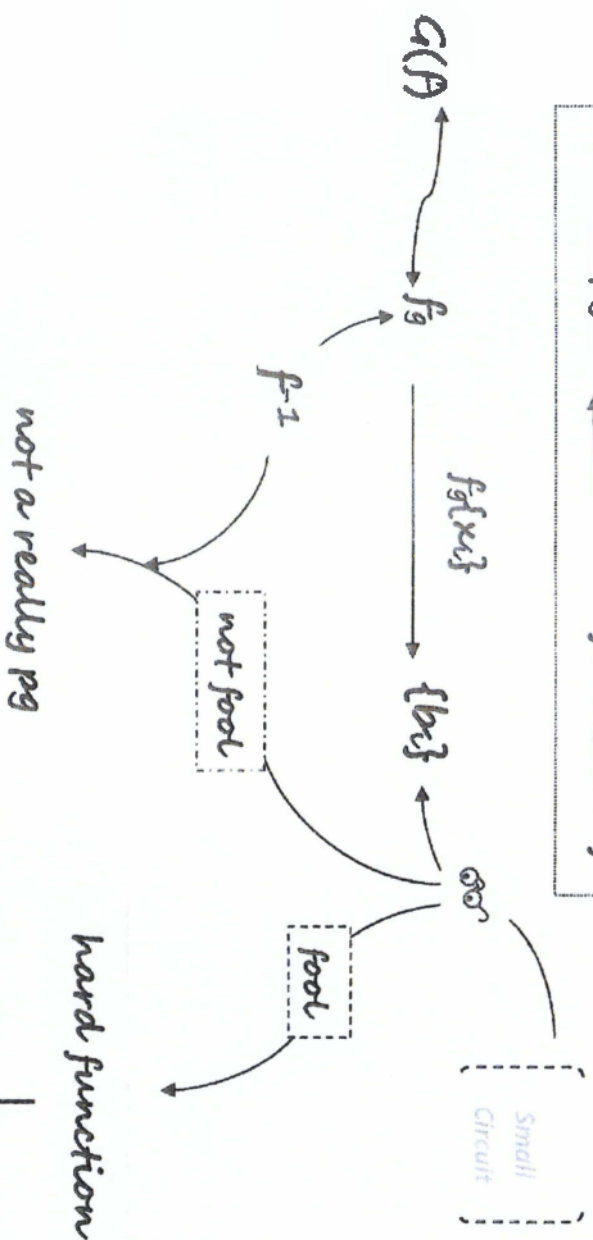 Small
Circuit
G(f)
fg
fg{xi}
{bi}
f-1
not fool
fool
not a really pg
hard function